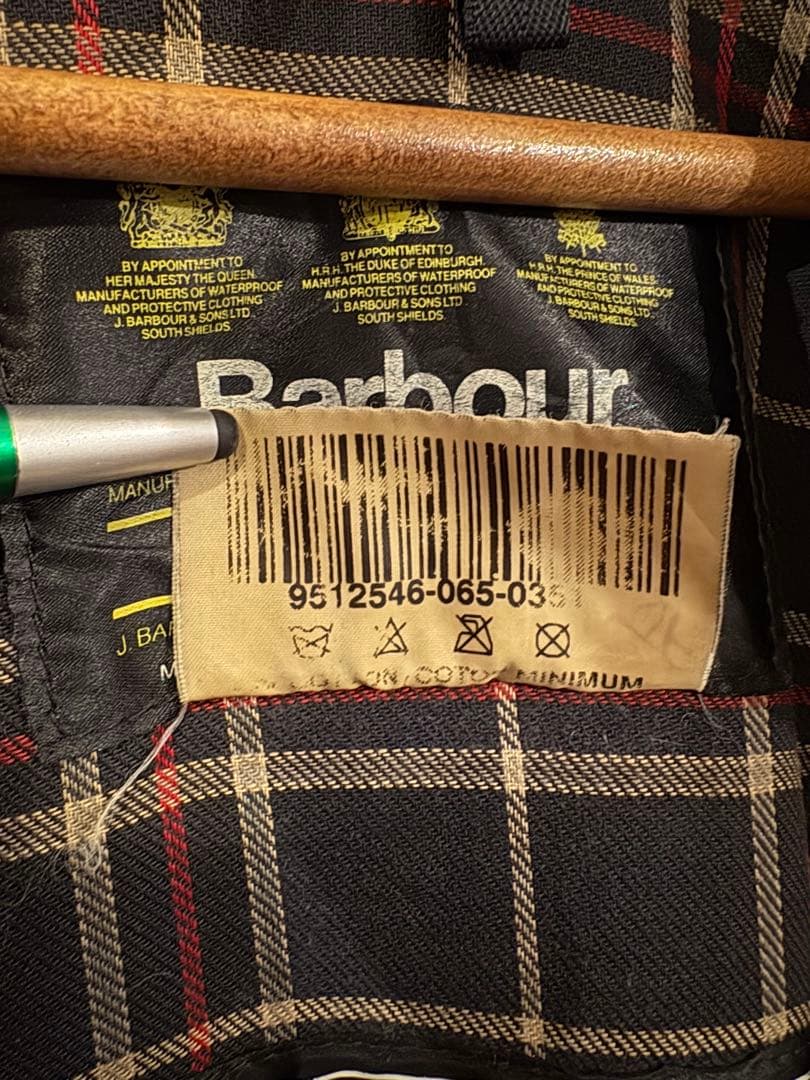 BY APPOINTMENT TO
HER MAJESTY THE QUEEN.
MANUFACTURERS OF WATERPROOF
AND PROTECTIVE CLOTHING
J. BARBOUR & SONS LTD
SOUTH SHIELDS.
BY APPOINTMENT TO
H.R.H. THE DUKE OF EDINBURGH.
MANUFACTURERS OF WATERPROOF
AND PROTECTIVE CLOTHING
J. BARBOUR & SONS LTD
SOUTH SHIELDS.
BY APPOINTMENT TO
H.R.H. THE PRINCE OF WALES.
MANUFACTURERS OF WATERPROOF
AND PROTECTIVE CLOTHING
J. BARBOUR & SONS LTD
SOUTH SHIELDS.
Barbour
MANUF
9512546-065-03
J. BA
M
MINIMUM